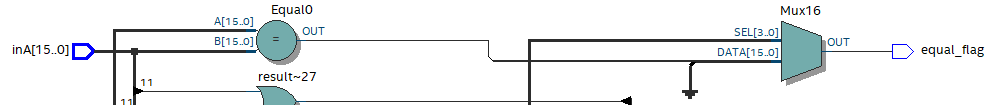 Equal0
Mux16
A[15..0]
inA[15..0]
B[15..0]
=
OUT
SEL[3..0]
DATA[15..0]
OUT
equal_flag
result~27
11
11